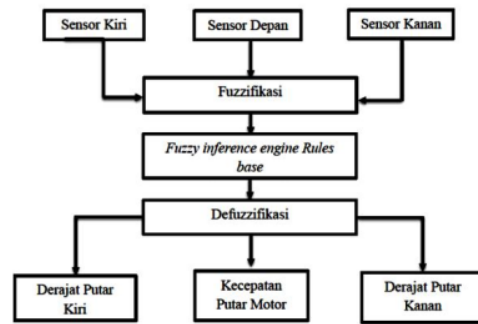 Sensor Kiri
Sensor Depan
Sensor Kanan
Fuzzifikasi
Fuzzy inference engine Rules
base
Defuzzifikasi
Derajat Putar
Kiri
Kecepatan
Putar Motor
Derajat Putar
Kanan